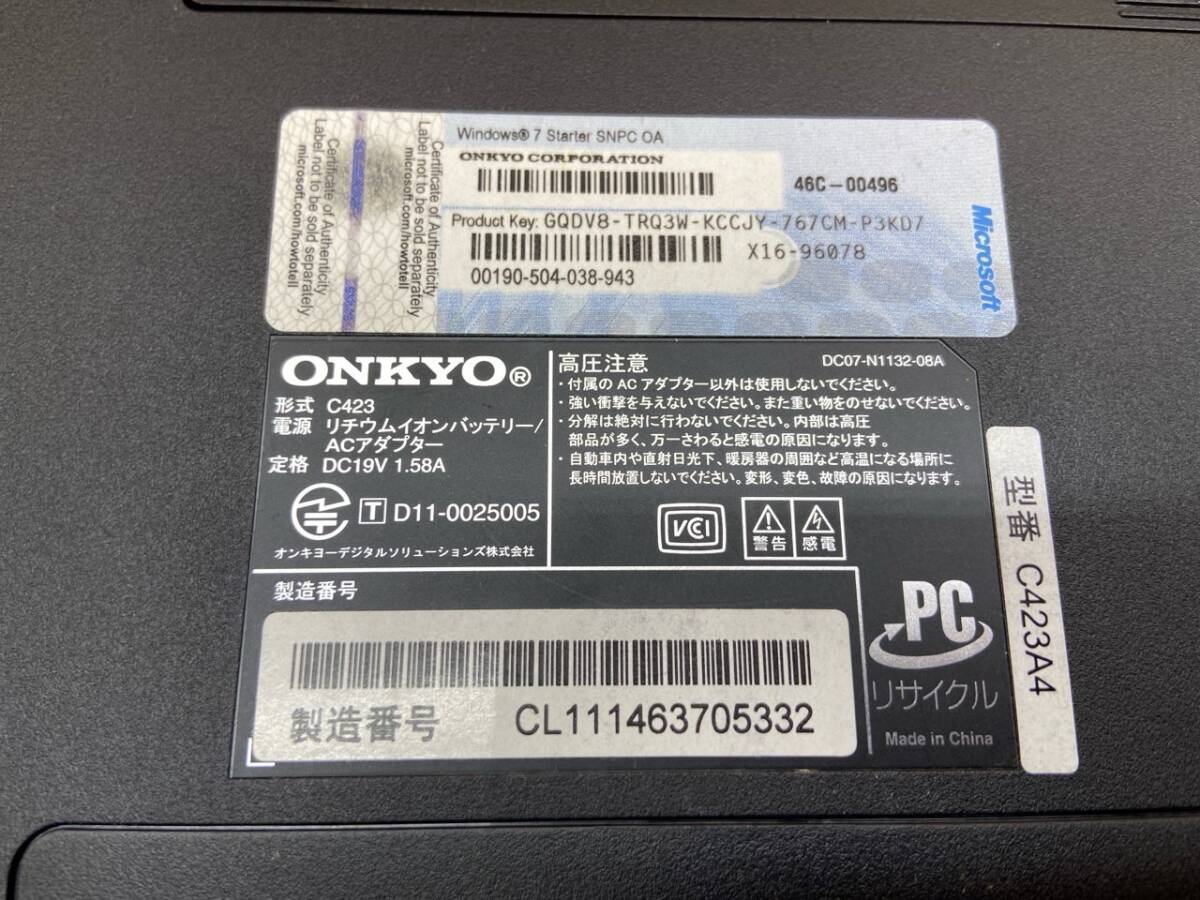 Certificate of Authenticity
Label not to be sold separately
microsoft.com/howtotell
Certificate of Authenticity
Label not to be sold separately
microsoft.com/howtotell
Windows® 7 Starter SNPC OA
ONKYO CORPORATION
46C-00496
Product Key: GQDV8-TRQ3W-KCCJY-767CM-P3KD7
X16-96078
00190-504-038-943
Microsoft
ONKYO®
形式 C423
電源 リチウムイオンバッテリー/
ACアダプター
定格 DC19V 1.58A
T D11-0025005
オンキヨーデジタルソリューションズ株式会社
高圧注意
DC07-N1132-08A
・付属の AC アダプター以外は使用しないでください。
・強い衝撃を与えないでください。また重い物をのせないでください。
・分解は絶対に行わないでください。内部は高圧
部品が多く、万一さわると感電の原因になります。
・自動車内や直射日光下、暖房器の周囲など高温になる場所に
長時間放置しないでください。変形、変色、故障の原因になります。
VCCI
警告
感電
製造番号
製造番号 CL111463705332
PC
リサイクル
Made in China
型番 C423A4